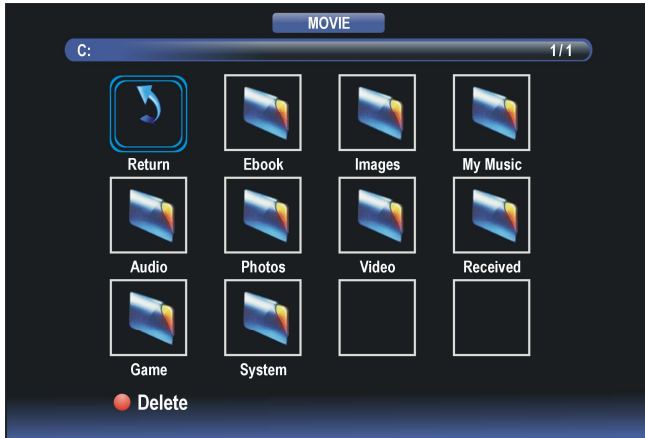 MOVIE
C: 1/1
Return Ebook Images My Music
Audio Photos Video Received
Game System
Delete